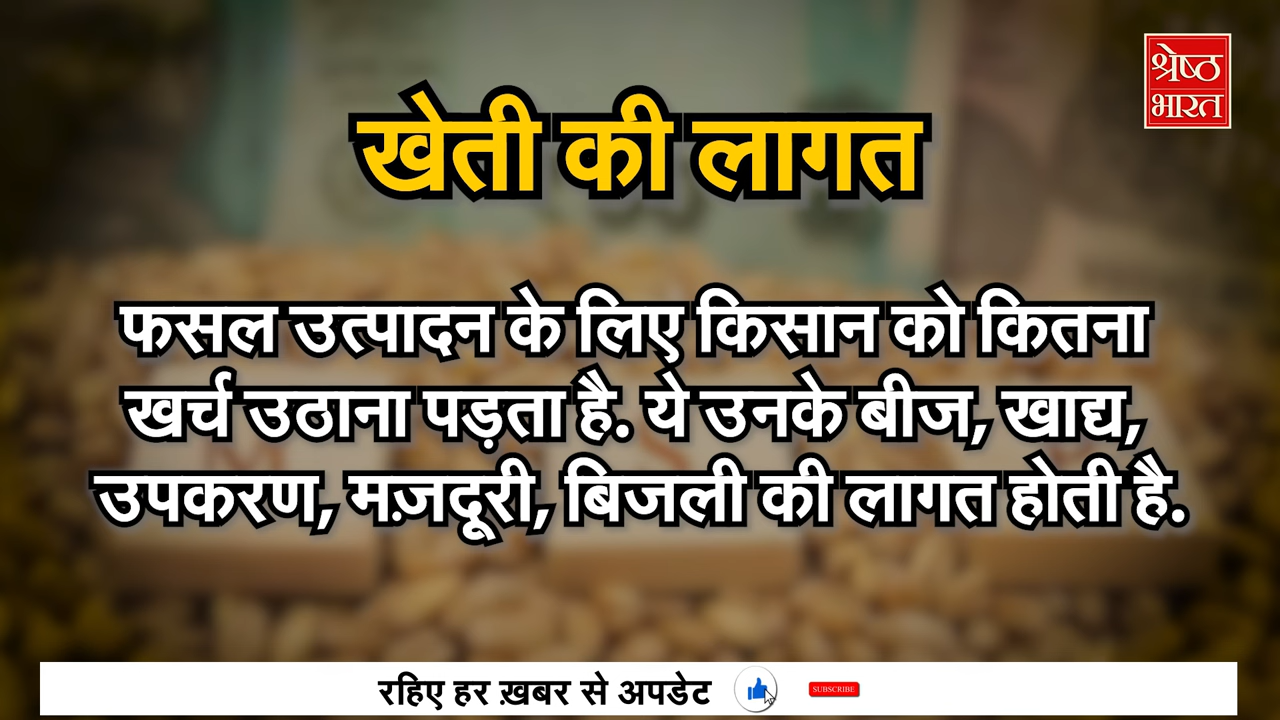 श्रेष्ठ
भारत
खेती की लागत
फसल उत्पादन के लिए किसान को कितना
खर्च उठाना पड़ता है. ये उनके बीज, खाद्य,
उपकरण, मज़दूरी, बिजली की लागत होती है.
रहिए हर ख़बर से अपडेट
SUBSCRIBE